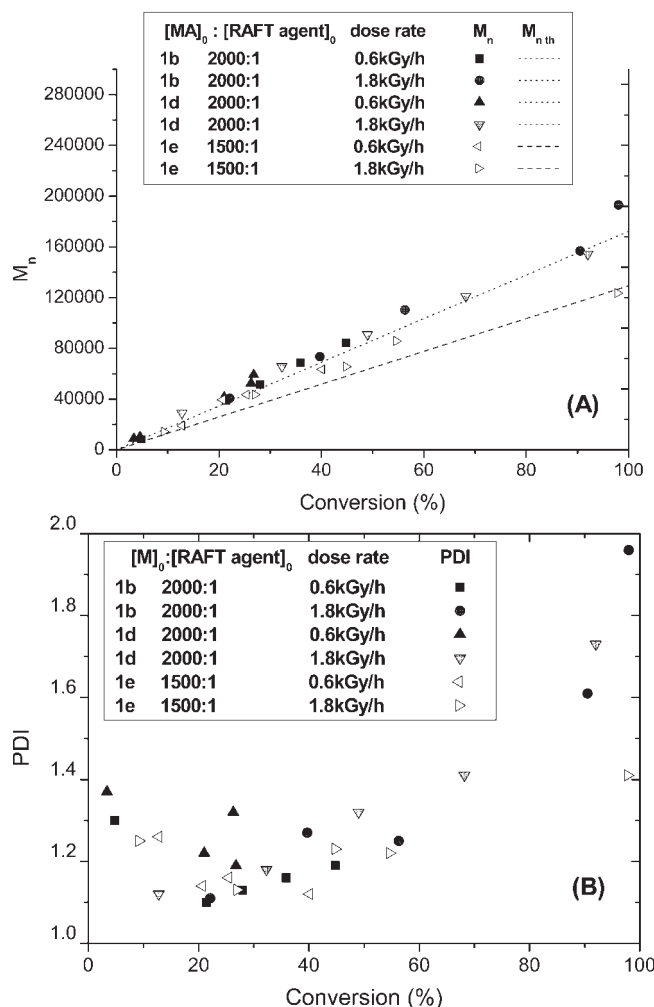 [MA]₀ : [RAFT agent]₀ dose rate Mₙ Mₙ ₜₕ
1b 2000:1 0.6kGy/h
1b 2000:1 1.8kGy/h
1d 2000:1 0.6kGy/h
1d 2000:1 1.8kGy/h
1e 1500:1 0.6kGy/h
1e 1500:1 1.8kGy/h
280000
240000
200000
160000
120000
80000
40000
0
Mₙ
(A)
0 20 40 60 80 100
Conversion (%)
[M]₀:[RAFT agent]₀ dose rate PDI
1b 2000:1 0.6kGy/h
1b 2000:1 1.8kGy/h
1d 2000:1 0.6kGy/h
1d 2000:1 1.8kGy/h
1e 1500:1 0.6kGy/h
1e 1500:1 1.8kGy/h
2.0
1.8
1.6
1.4
1.2
1.0
PDI
(B)
0 20 40 60 80 100
Conversion (%)